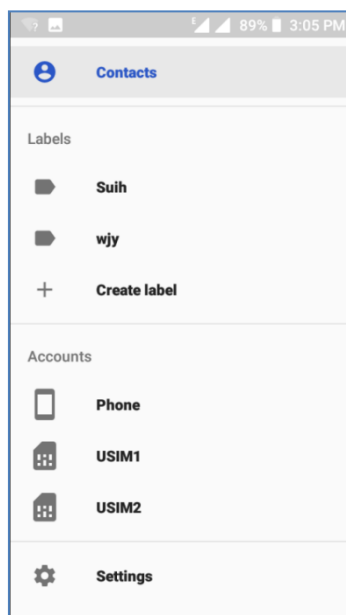 ? E 89% 3:05 PM
Contacts
Labels
Suih
wjy
Create label
Accounts
Phone
USIM1
USIM2
Settings